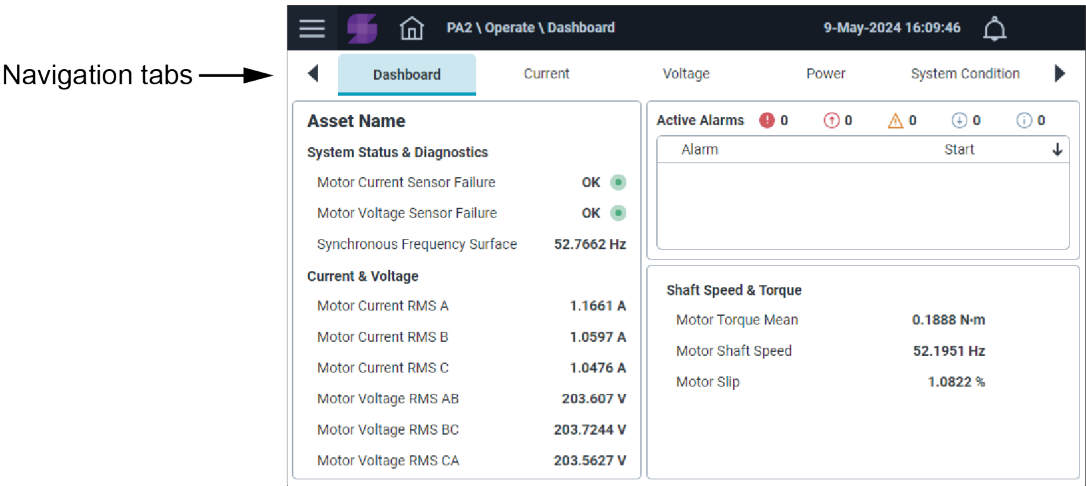 Navigation tabs
PA2 \ Operate \ Dashboard 9-May-2024 16:09:46
Dashboard Current Voltage Power System Condition
Asset Name
System Status & Diagnostics
Motor Current Sensor Failure OK
Motor Voltage Sensor Failure OK
Synchronous Frequency Surface 52.7662 Hz
Current & Voltage
Motor Current RMS A 1.1661 A
Motor Current RMS B 1.0597 A
Motor Current RMS C 1.0476 A
Motor Voltage RMS AB 203.607 V
Motor Voltage RMS BC 203.7244 V
Motor Voltage RMS CA 203.5627 V
Active Alarms 0 0 0 0 0
Alarm Start
Shaft Speed & Torque
Motor Torque Mean 0.1888 N·m
Motor Shaft Speed 52.1951 Hz
Motor Slip 1.0822 %